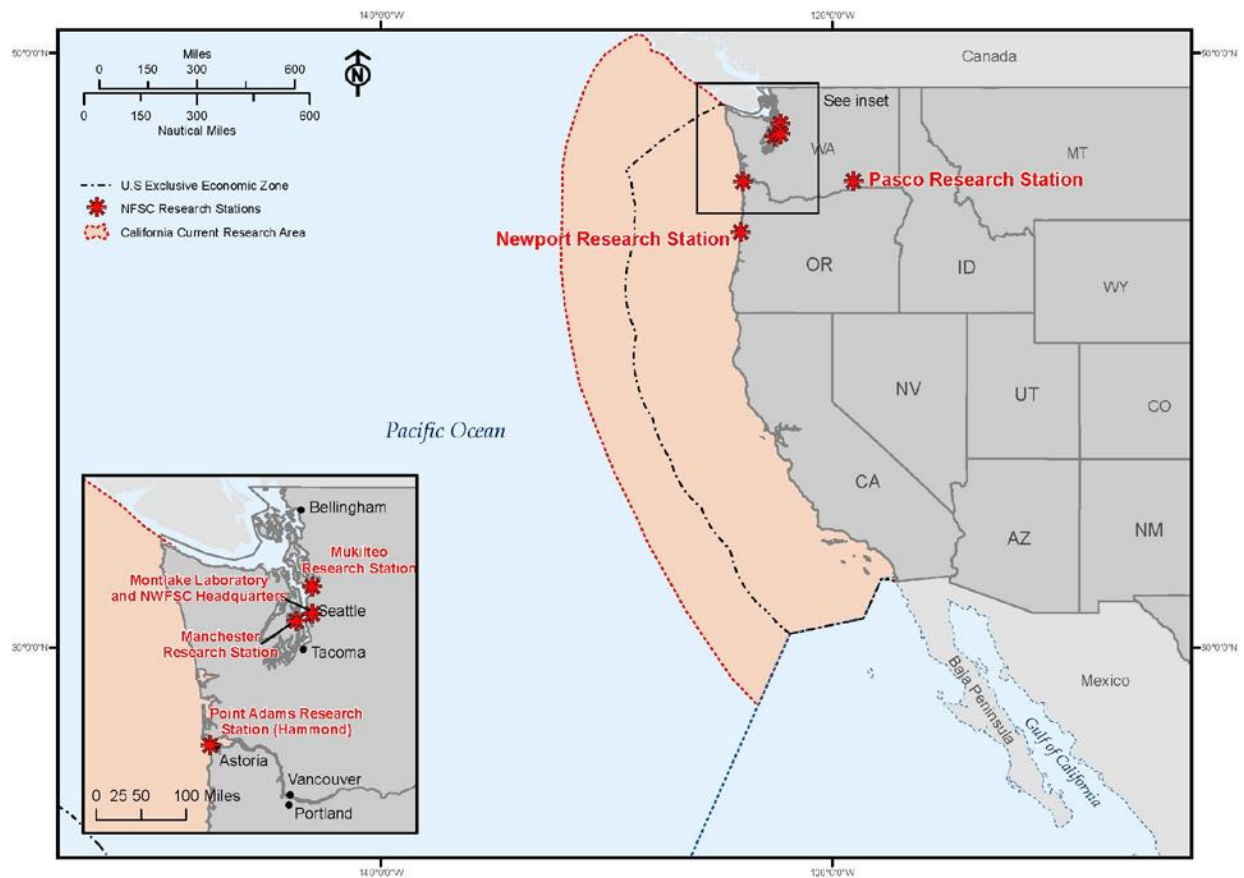 140°0'0"W
120°0'0"W
50°0'0"N
50°0'0"N
Miles
0 150 300 600
0 150 300 600
Nautical Miles
N
U.S Exclusive Economic Zone
NFSC Research Stations
California Current Research Area
Canada
See inset
WA
MT
Pasco Research Station
Newport Research Station
OR
ID
WY
NV
UT
CO
CA
AZ
NM
Pacific Ocean
30°0'0"N
30°0'0"N
Mexico
Baja Peninsula
Gulf of California
Bellingham
Mukilteo
Research Station
Montlake Laboratory
and NWFSC Headquarters
Seattle
Manchester
Research Station
Tacoma
Point Adams Research
Station (Hammond)
Astoria
Vancouver
Portland
0 25 50 100 Miles
140°0'0"W
120°0'0"W